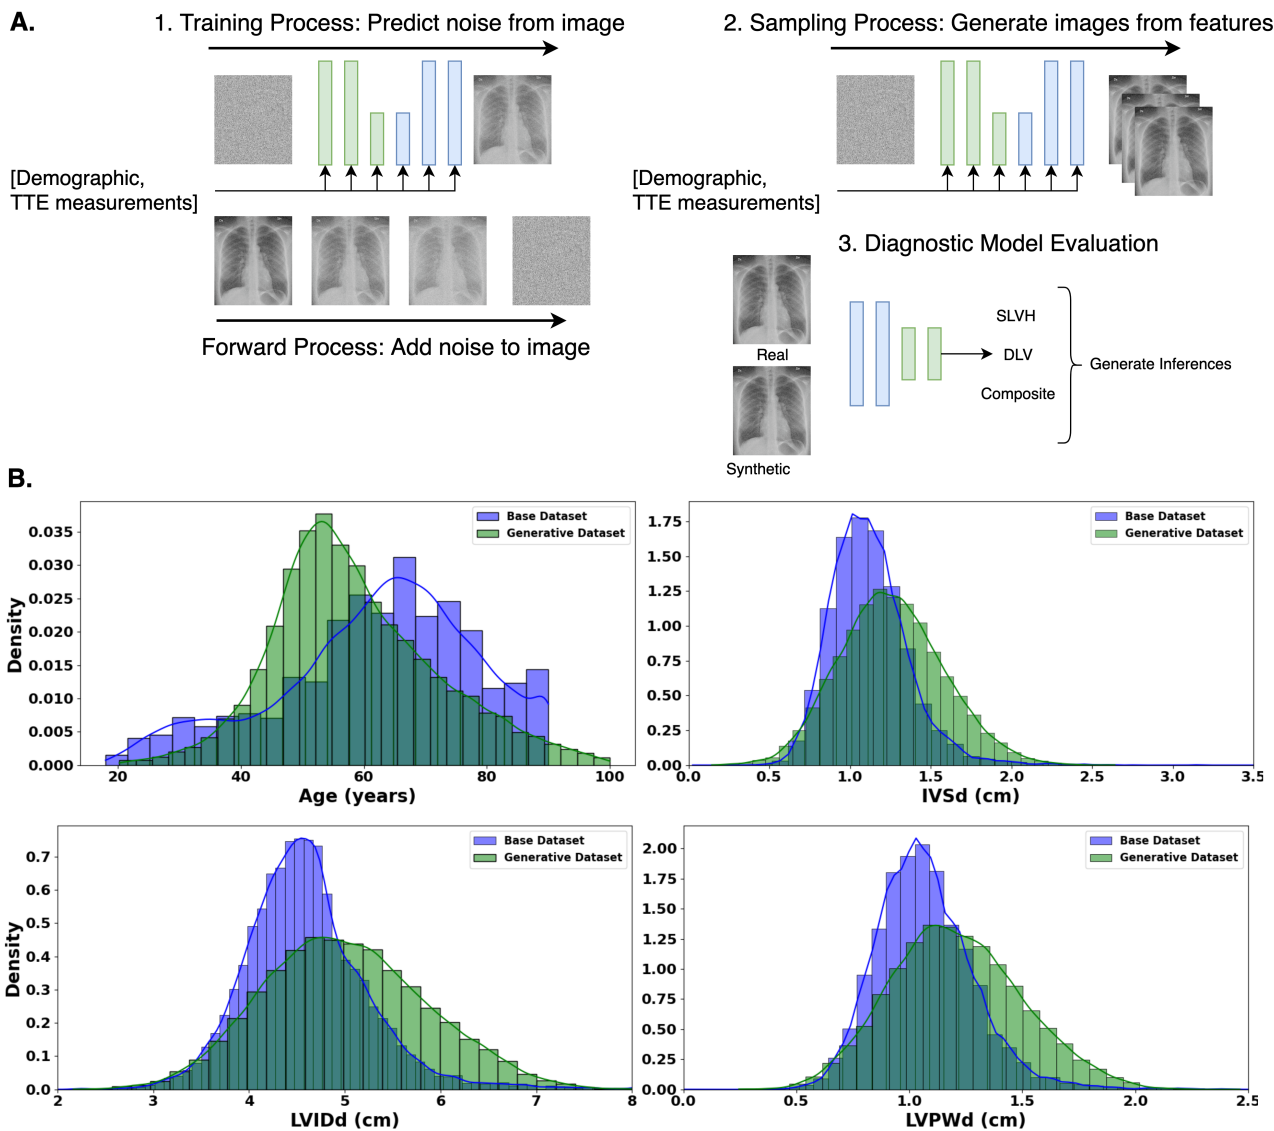 A.
1. Training Process: Predict noise from image
[Demographic,
TTE measurements]
Forward Process: Add noise to image
2. Sampling Process: Generate images from features
[Demographic,
TTE measurements]
3. Diagnostic Model Evaluation
Real
Synthetic
SLVH
DLV
Composite
Generate Inferences
B.
Density
0.035
0.030
0.025
0.020
0.015
0.010
0.005
0.000
20 40 60 80 100
Age (years)
Base Dataset
Generative Dataset
1.75
1.50
1.25
1.00
0.75
0.50
0.25
0.00
0.0 0.5 1.0 1.5 2.0 2.5 3.0 3.5
IVSd (cm)
Base Dataset
Generative Dataset
Density
0.7
0.6
0.5
0.4
0.3
0.2
0.1
0.0
2 3 4 5 6 7 8
LVIDd (cm)
Base Dataset
Generative Dataset
2.00
1.75
1.50
1.25
1.00
0.75
0.50
0.25
0.00
0.0 0.5 1.0 1.5 2.0 2.5
LVPWd (cm)
Base Dataset
Generative Dataset